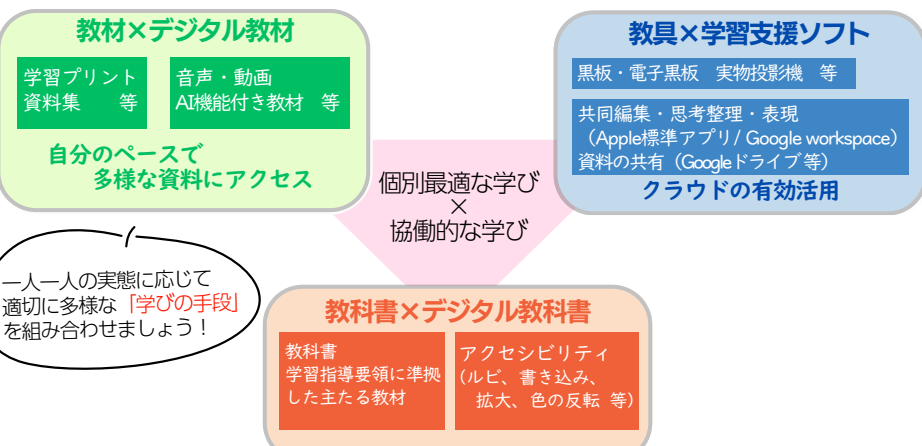 教材×デジタル教材
学習プリント
資料集　等
音声・動画
AI機能付き教材　等
自分のペースで
多様な資料にアクセス
教具×学習支援ソフト
黒板・電子黒板　実物投影機　等
共同編集・思考整理・表現
（Apple標準アプリ/ Google workspace）
資料の共有（Googleドライブ等）
クラウドの有効活用
個別最適な学び
×
協働的な学び
一人一人の実態に応じて
適切に多様な「学びの手段」
を組み合わせましょう！
教科書×デジタル教科書
教科書
学習指導要領に準拠
した主たる教材
アクセシビリティ
(ルビ、書き込み、
拡大、色の反転 等)